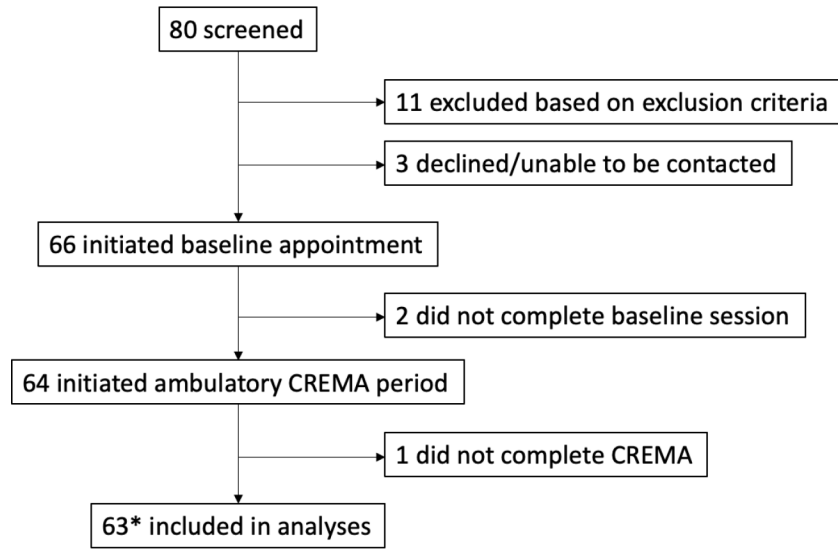 80 screened
11 excluded based on exclusion criteria
3 declined/unable to be contacted
66 initiated baseline appointment
2 did not complete baseline session
64 initiated ambulatory CREMA period
1 did not complete CREMA
63* included in analyses